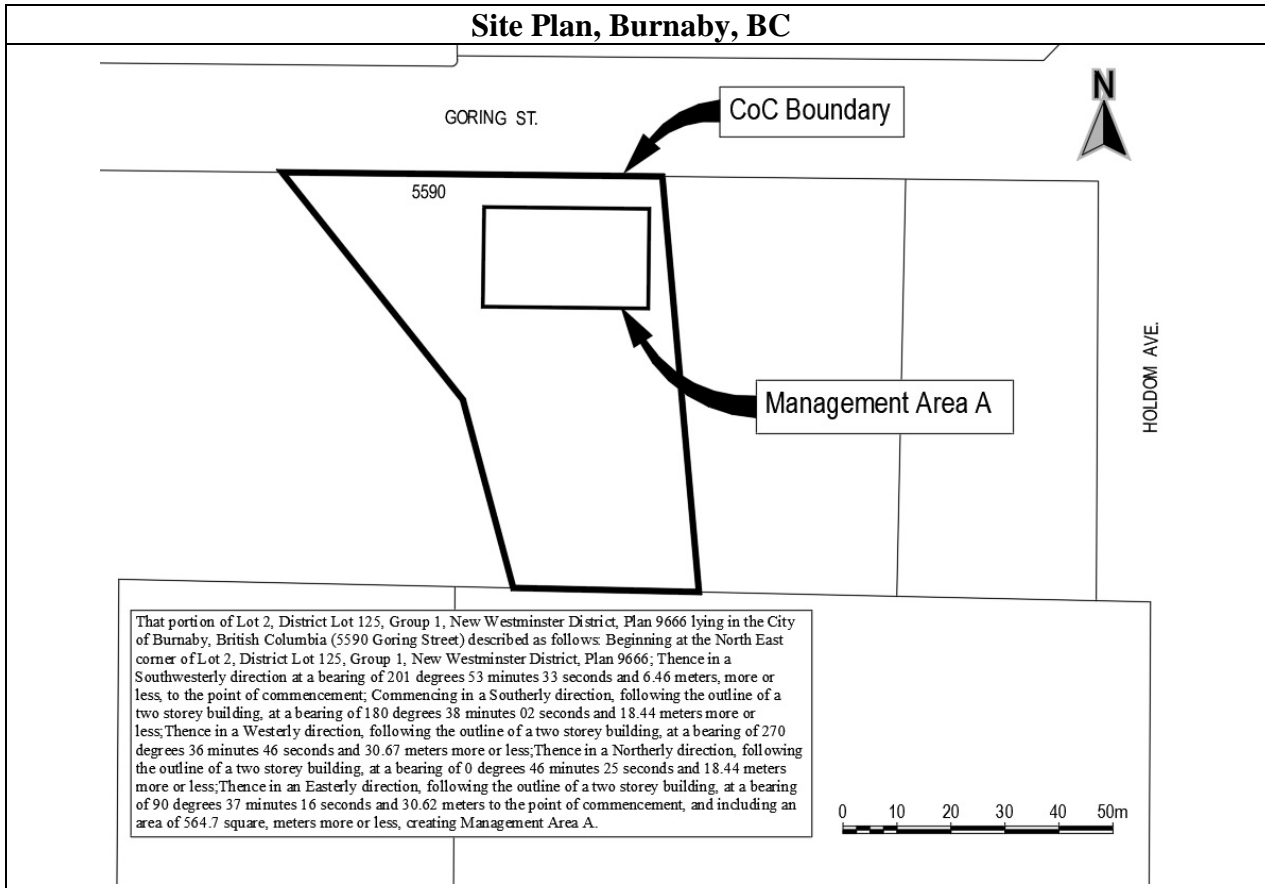 Site Plan, Burnaby, BC
N
GORING ST.
CoC Boundary
5590
HOLDOM AVE.
Management Area A
That portion of Lot 2, District Lot 125, Group 1, New Westminster District, Plan 9666 lying in the City
of Burnaby, British Columbia (5590 Goring Street) described as follows: Beginning at the North East
corner of Lot 2, District Lot 125, Group 1, New Westminster District, Plan 9666; Thence in a
Southwesterly direction at a bearing of 201 degrees 53 minutes 33 seconds and 6.46 meters, more or
less, to the point of commencement; Commencing in a Southerly direction, following the outline of a
two storey building, at a bearing of 180 degrees 38 minutes 02 seconds and 18.44 meters more or
less;Thence in a Westerly direction, following the outline of a two storey building, at a bearing of 270
degrees 36 minutes 46 seconds and 30.67 meters more or less;Thence in a Northerly direction, following
the outline of a two storey building, at a bearing of 0 degrees 46 minutes 25 seconds and 18.44 meters
more or less;Thence in an Easterly direction, following the outline of a two storey building, at a bearing
of 90 degrees 37 minutes 16 seconds and 30.62 meters to the point of commencement, and including an
area of 564.7 square, meters more or less, creating Management Area A.
0 10 20 30 40 50m